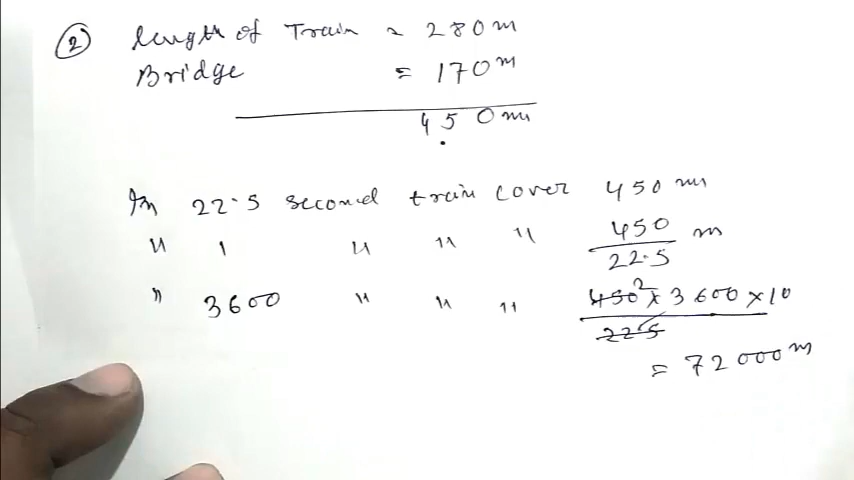 ② length of Train = 280m
Bridge = 170m
450m
In 22.5 second train cover 450m
" 1 " " " 450/22.5 m
" 3600 " " " 450² × 3600 × 10 / 225
= 72000m